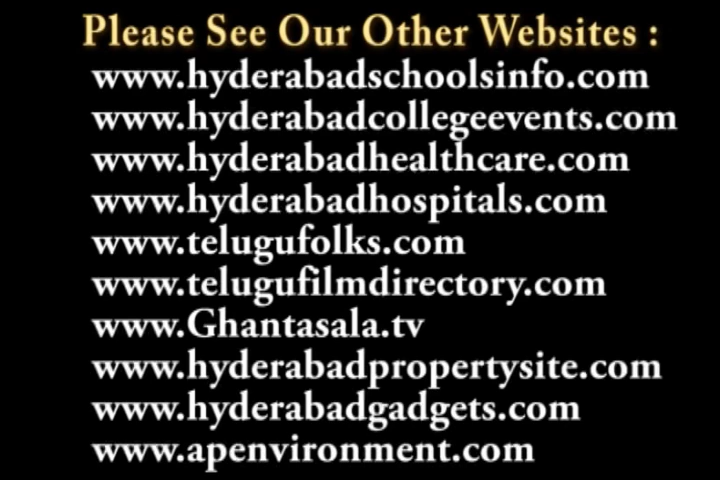 Please See Our Other Websites :
www.hyderabadschoolsinfo.com
www.hyderabadcollegeevents.com
www.hyderabadhealthcare.com
www.hyderabadhospitals.com
www.telugufolks.com
www.telugufilmdirectory.com
www.Ghantasala.tv
www.hyderabadpropertysite.com
www.hyderabadgadgets.com
www.apenvironment.com